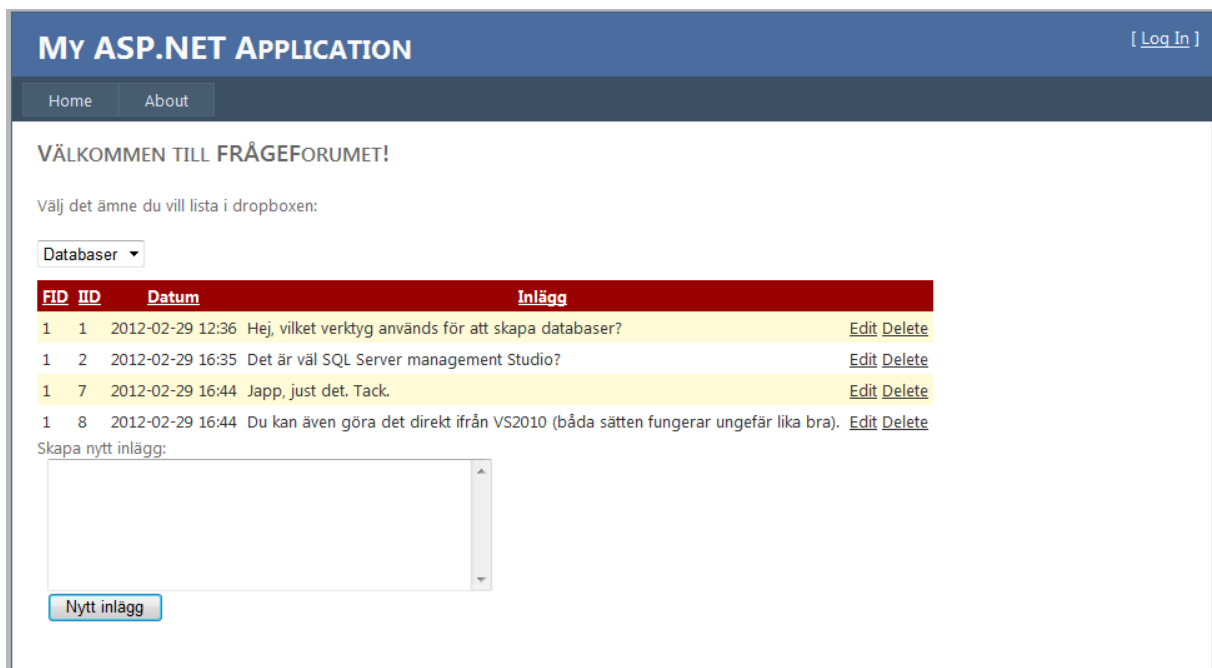 My ASP.NET Application
[ Log In ]
Home About
Välkommen till FRÅGEForumet!
Välj det ämne du vill lista i dropboxen:
Databaser
FID IID Datum Inlägg
1 1 2012-02-29 12:36 Hej, vilket verktyg används för att skapa databaser? Edit Delete
1 2 2012-02-29 16:35 Det är väl SQL Server management Studio? Edit Delete
1 7 2012-02-29 16:44 Japp, just det. Tack. Edit Delete
1 8 2012-02-29 16:44 Du kan även göra det direkt ifrån VS2010 (båda sätten fungerar ungefär lika bra). Edit Delete
Skapa nytt inlägg:
Nytt inlägg